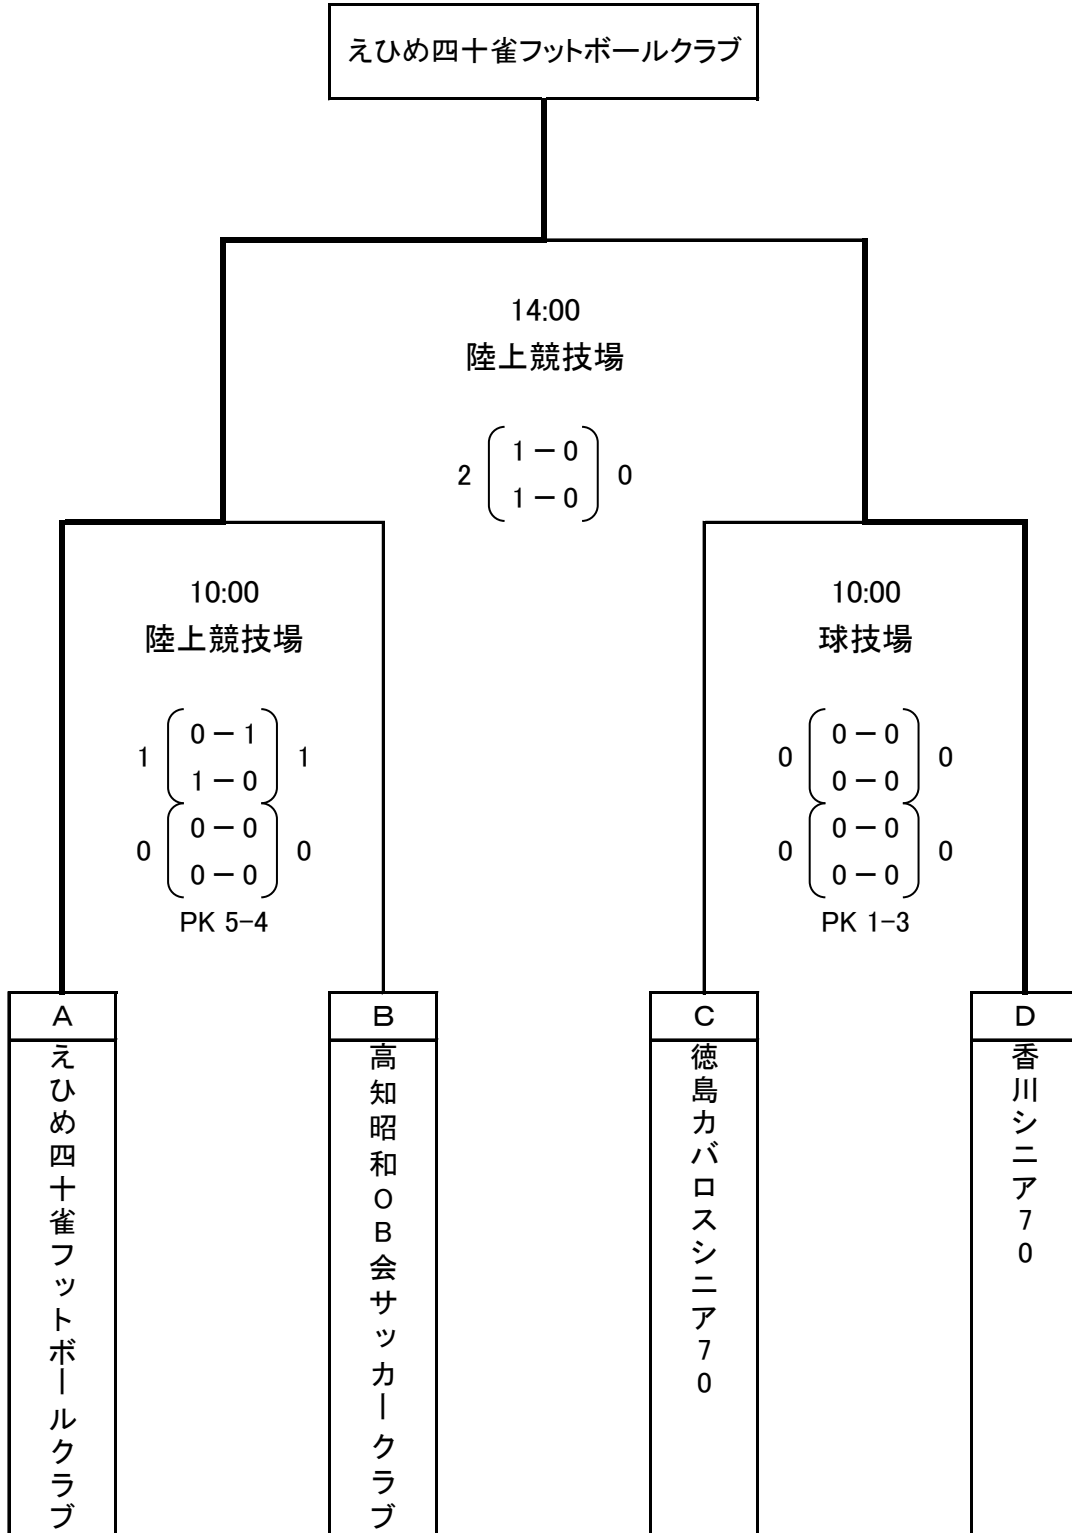 えひめ四十雀フットボールクラブ
14:00
陸上競技場
2 1－0 0
1－0
10:00
陸上競技場
1 0－1 1
1－0
0 0－0 0
0－0
PK 5-4
10:00
球技場
0 0－0 0
0－0
0 0－0 0
0－0
PK 1-3
A
えひめ四十雀フットボールクラブ
B
高知昭和OB会サッカークラブ
C
徳島カバロスシニア70
D
香川シニア70